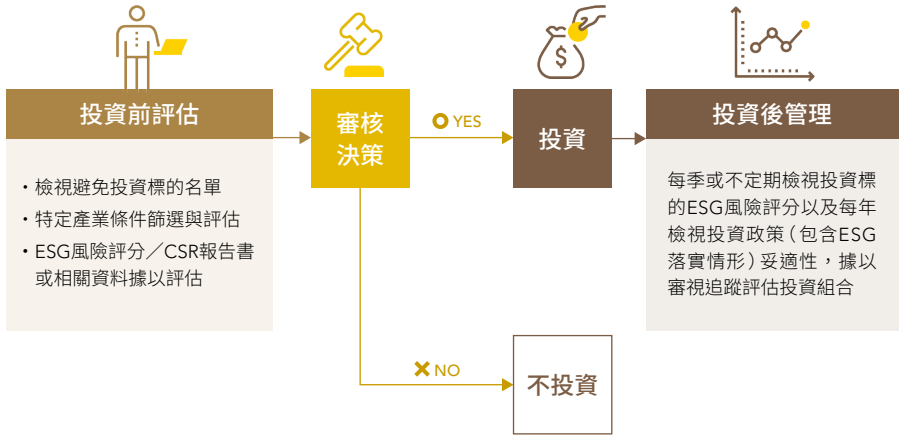 投資前評估
・檢視避免投資標的名單
・特定產業條件篩選與評估
・ESG風險評分／CSR報告書
或相關資料據以評估
審核
決策
YES
NO
$
投資
不投資
投資後管理
每季或不定期檢視投資標
的ESG風險評分以及每年
檢視投資政策（包含ESG
落實情形）妥適性，據以
審視追蹤評估投資組合